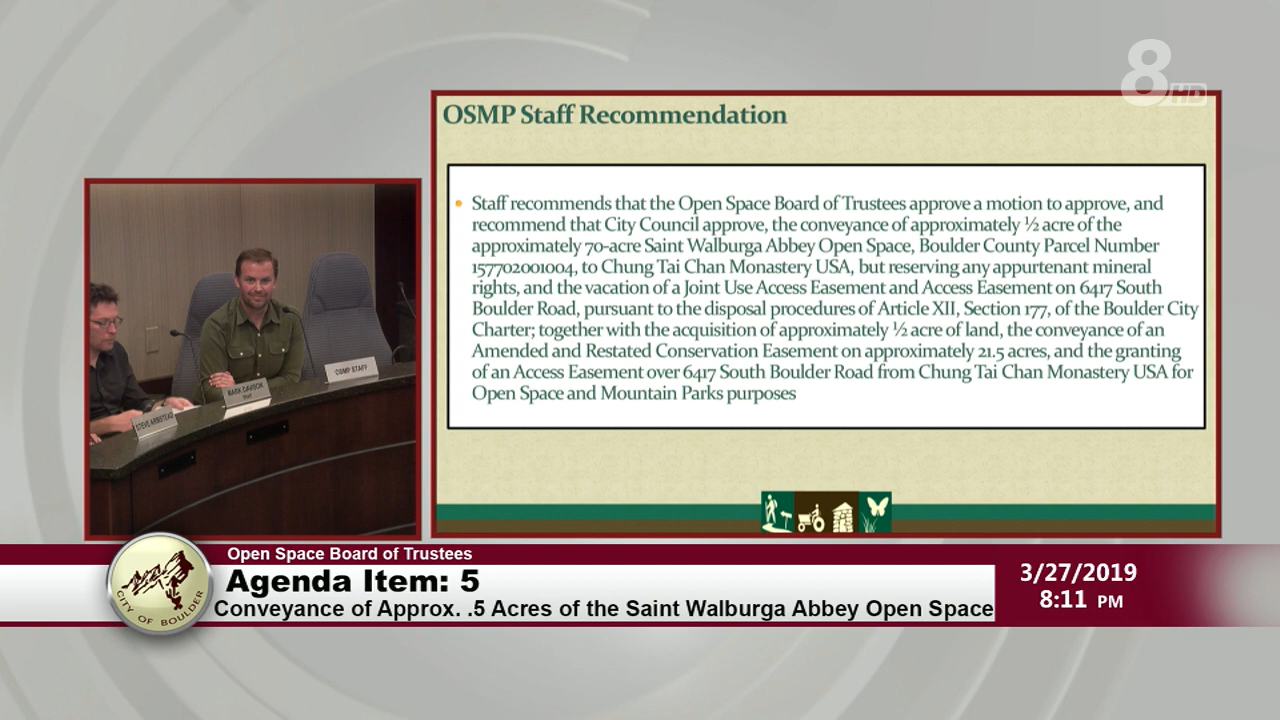 8 HD
OSMP Staff Recommendation
Staff recommends that the Open Space Board of Trustees approve a motion to approve, and
recommend that City Council approve, the conveyance of approximately ½ acre of the
approximately 70-acre Saint Walburga Abbey Open Space, Boulder County Parcel Number
157702001004, to Chung Tai Chan Monastery USA, but reserving any appurtenant mineral
rights, and the vacation of a Joint Use Access Easement and Access Easement on 6417 South
Boulder Road, pursuant to the disposal procedures of Article XII, Section 177, of the Boulder City
Charter; together with the acquisition of approximately ½ acre of land, the conveyance of an
Amended and Restated Conservation Easement on approximately 21.5 acres, and the granting
of an Access Easement over 6417 South Boulder Road from Chung Tai Chan Monastery USA for
Open Space and Mountain Parks purposes
STEVE ARMSTEAD
MARK DAVISON
OSMP STAFF
CITY OF BOULDER
Open Space Board of Trustees
Agenda Item: 5
Conveyance of Approx. .5 Acres of the Saint Walburga Abbey Open Space
3/27/2019
8:11 PM